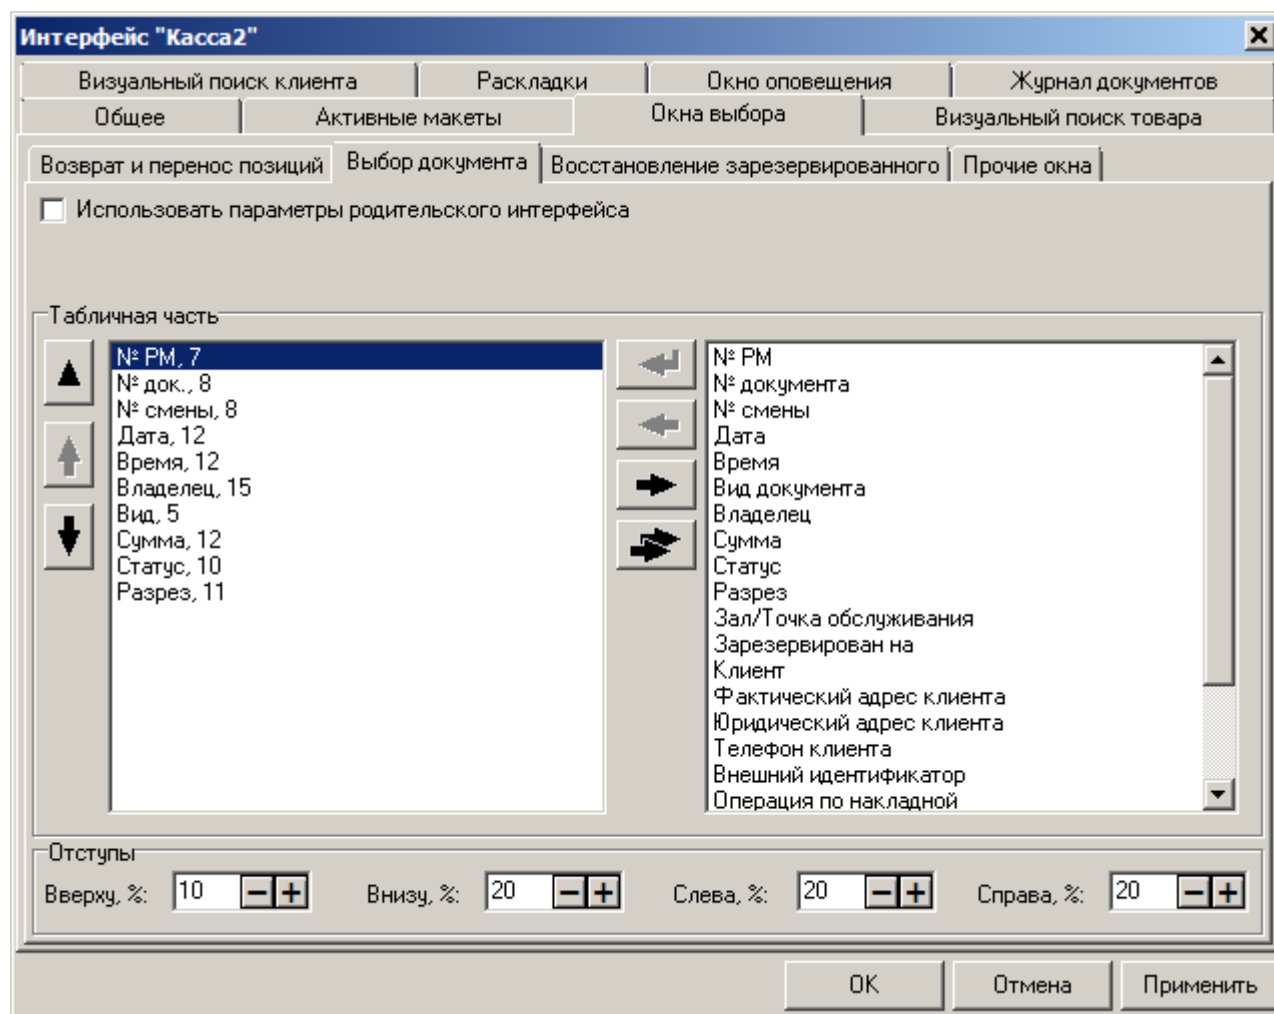 Интерфейс "Касса2"
Визуальный поиск клиента
Раскладки
Окно оповещения
Журнал документов
Общее
Активные макеты
Окна выбора
Визуальный поиск товара
Возврат и перенос позиций
Выбор документа
Восстановление зарезервированного
Прочие окна
Использовать параметры родительского интерфейса
Табличная часть
№ РМ, 7
№ док., 8
№ смены, 8
Дата, 12
Время, 12
Владелец, 15
Вид, 5
Сумма, 12
Статус, 10
Разрез, 11
№ РМ
№ документа
№ смены
Дата
Время
Вид документа
Владелец
Сумма
Статус
Разрез
Зал/Точка обслуживания
Зарезервирован на
Клиент
Фактический адрес клиента
Юридический адрес клиента
Телефон клиента
Внешний идентификатор
Операция по накладной
Отступы
Вверху, %: 10
Внизу, %: 20
Слева, %: 20
Справа, %: 20
OK
Отмена
Применить